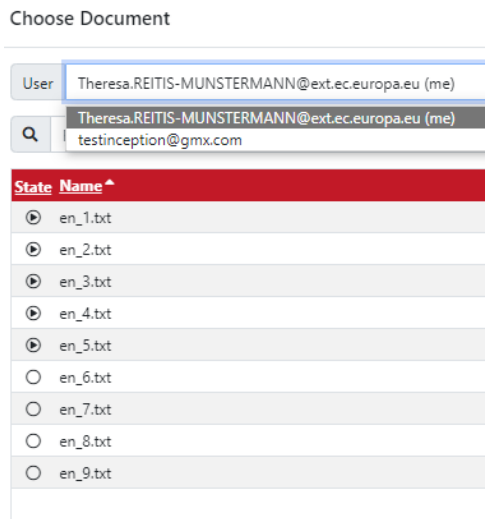 Choose Document
User Theresa.REITIS-MUNSTERMANN@ext.ec.europa.eu (me)
Theresa.REITIS-MUNSTERMANN@ext.ec.europa.eu (me)
testinception@gmx.com
State Name
en_1.txt
en_2.txt
en_3.txt
en_4.txt
en_5.txt
en_6.txt
en_7.txt
en_8.txt
en_9.txt